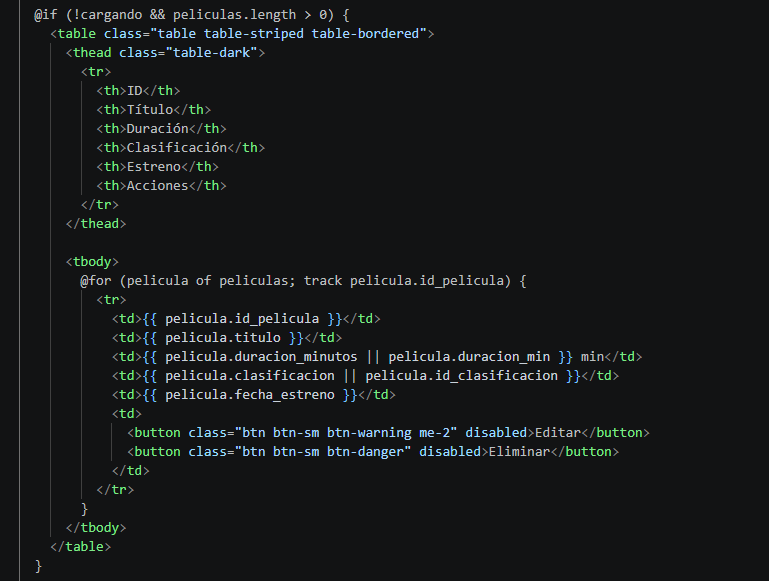 @if (!cargando && peliculas.length > 0) {
<table class="table table-striped table-bordered">
<thead class="table-dark">
<tr>
<th>ID</th>
<th>Título</th>
<th>Duración</th>
<th>Clasificación</th>
<th>Estreno</th>
<th>Acciones</th>
</tr>
</thead>
<tbody>
@for (pelicula of peliculas; track pelicula.id_pelicula) {
<tr>
<td>{{ pelicula.id_pelicula }}</td>
<td>{{ pelicula.titulo }}</td>
<td>{{ pelicula.duracion_minutos || pelicula.duracion_min }} min</td>
<td>{{ pelicula.clasificacion || pelicula.id_clasificacion }}</td>
<td>{{ pelicula.fecha_estreno }}</td>
<td>
<button class="btn btn-sm btn-warning me-2" disabled>Editar</button>
<button class="btn btn-sm btn-danger" disabled>Eliminar</button>
</td>
</tr>
}
</tbody>
</table>
}